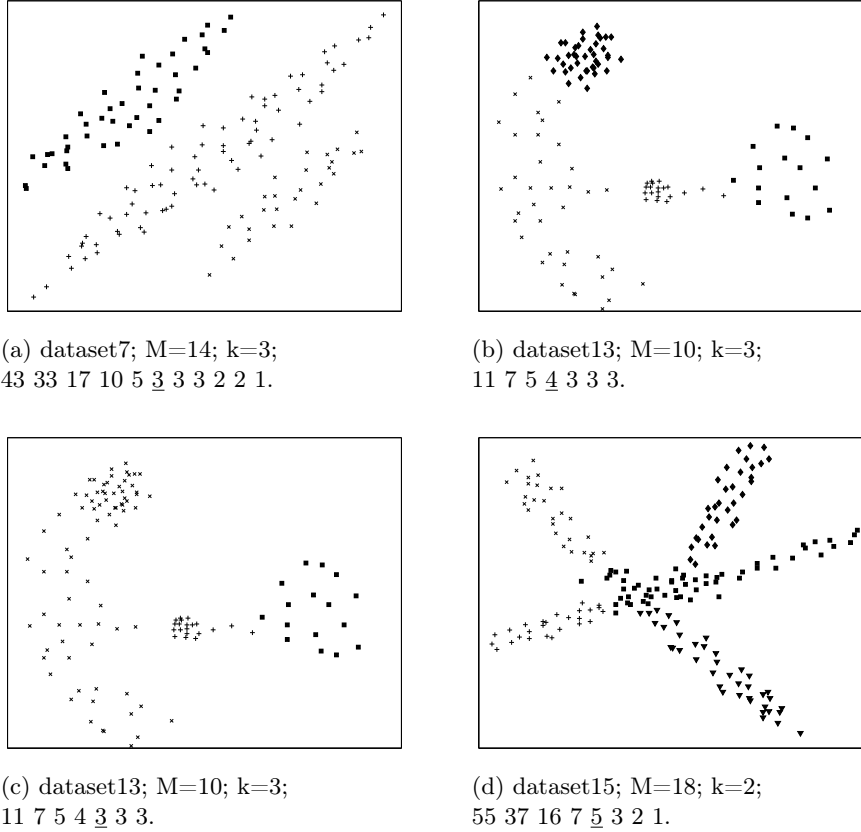 (a) dataset7; M=14; k=3;
43 33 17 10 5 3 3 3 2 2 1.
(b) dataset13; M=10; k=3;
11 7 5 4 3 3 3.
(c) dataset13; M=10; k=3;
11 7 5 4 3 3 3.
(d) dataset15; M=18; k=2;
55 37 16 7 5 3 2 1.